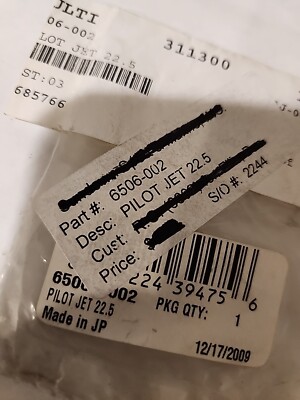 JLTI
06-002
LOT JET 22.5
311300
ST:03
685766
Part #: 6506-002
Desc: PILOT JET 22.5
Cust:
Price:
S/O #: 2244
224 39475 6
002
PILOT JET 22.5
PKG QTY: 1
Made in JP
12/17/2009